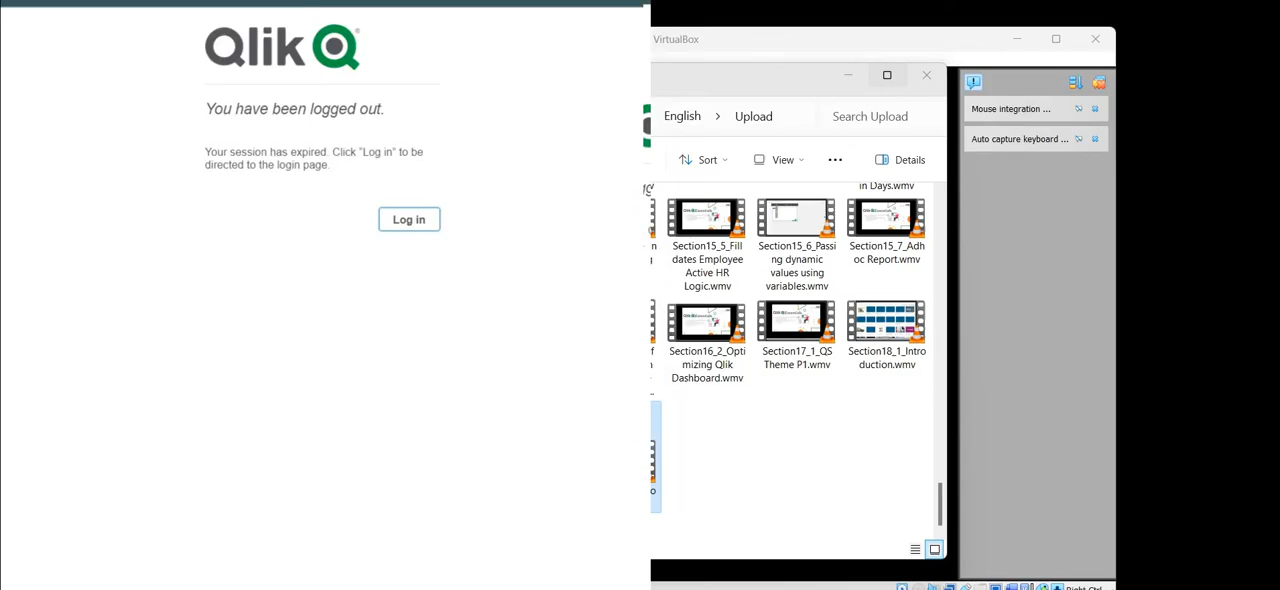 Qlik
You have been logged out.
Your session has expired. Click "Log in" to be
directed to the login page.
Log in
VirtualBox
English > Upload
Search Upload
Sort
View
Details
in Days.wmv
Section15_5_Fill
dates Employee
Active HR
Logic.wmv
Section15_6_Passi
ng dynamic
values using
variables.wmv
Section15_7_Adh
oc Report.wmv
Section16_2_Opti
mizing Qlik
Dashboard.wmv
Section17_1_QS
Theme P1.wmv
Section18_1_Intro
duction.wmv
Mouse integration ...
Auto capture keyboard ...
Right Ctrl